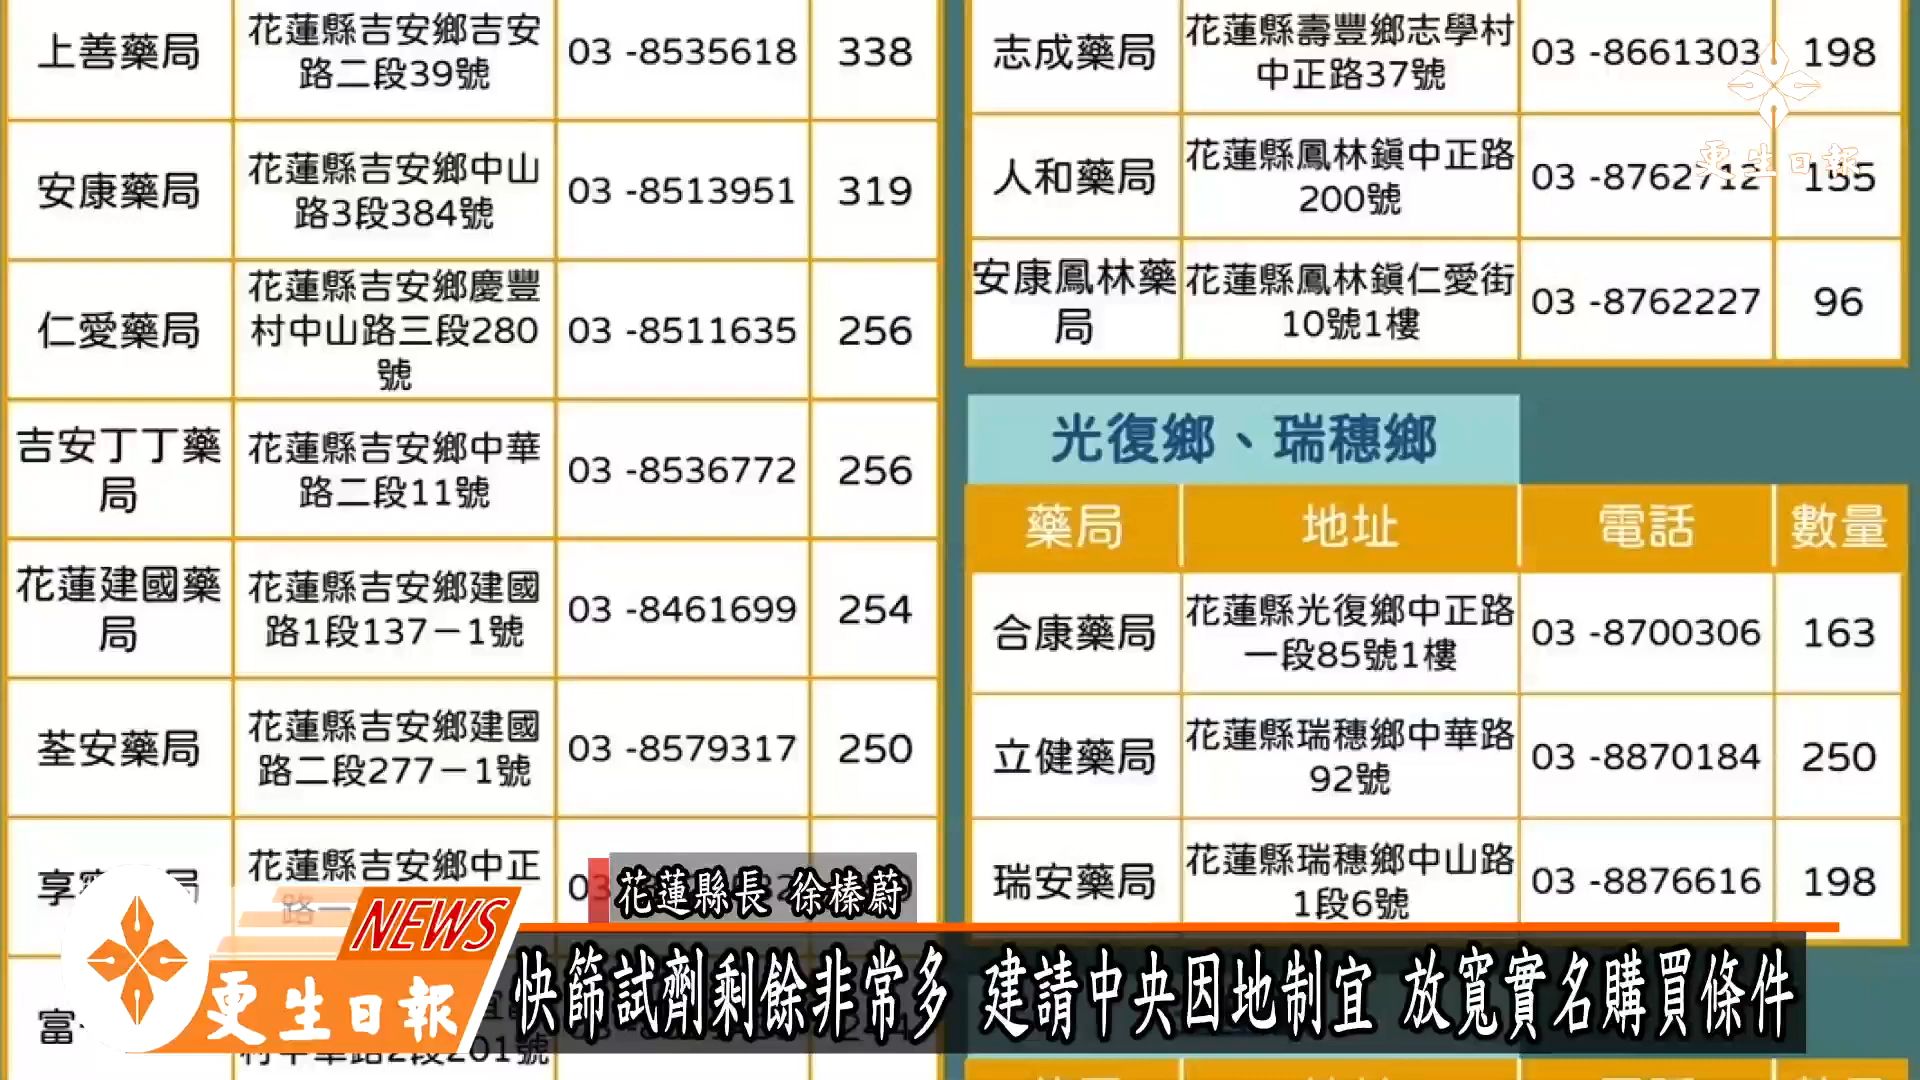 上善藥局
花蓮縣吉安鄉吉安
路二段39號
03 -8535618
338
安康藥局
花蓮縣吉安鄉中山
路3段384號
03 -8513951
319
仁愛藥局
花蓮縣吉安鄉慶豐
村中山路三段280
號
03 -8511635
256
吉安丁丁藥
局
花蓮縣吉安鄉中華
路二段11號
03 -8536772
256
花蓮建國藥
局
花蓮縣吉安鄉建國
路1段137－1號
03 -8461699
254
荃安藥局
花蓮縣吉安鄉建國
路二段277－1號
03 -8579317
250
花蓮縣吉安鄉中正
志成藥局
花蓮縣壽豐鄉志學村
中正路37號
03 -8661303
198
人和藥局
花蓮縣鳳林鎮中正路
200號
03 -8762712
155
安康鳳林藥
局
花蓮縣鳳林鎮仁愛街
10號1樓
03 -8762227
96
光復鄉、瑞穗鄉
藥局
地址
電話
數量
合康藥局
花蓮縣光復鄉中正路
一段85號1樓
03 -8700306
163
立健藥局
花蓮縣瑞穗鄉中華路
92號
03 -8870184
250
瑞安藥局
花蓮縣瑞穗鄉中山路
1段6號
03 -8876616
198
更生日報
花蓮縣長 徐榛蔚
NEWS
更生日報
快篩試劑剩餘非常多 建請中央因地制宜 放寬實名購買條件